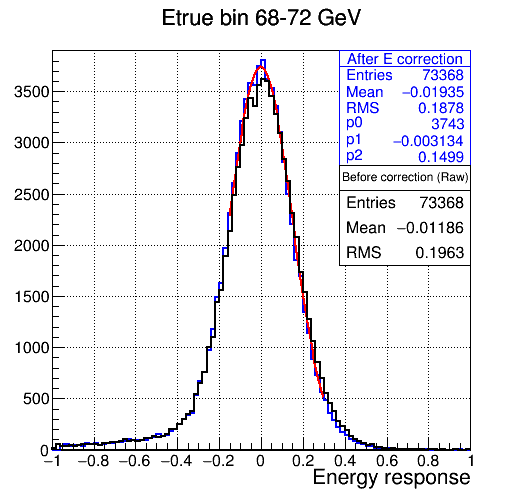 Etrue bin 68-72 GeV
After E correction
Entries 73368
Mean −0.01935
RMS 0.1878
p0 3743
p1 −0.003134
p2 0.1499
Before correction (Raw)
Entries 73368
Mean −0.01186
RMS 0.1963
3500
3000
2500
2000
1500
1000
500
0
−1 −0.8 −0.6 −0.4 −0.2 0 0.2 0.4 0.6 0.8 1
Energy response